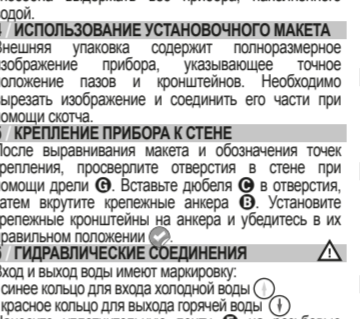 водой.
ИСПОЛЬЗОВАНИЕ УСТАНОВОЧНОГО МАКЕТА
Внешняя упаковка содержит полноразмерное
изображение прибора, указывающее точное
положение пазов и кронштейнов. Необходимо
вырезать изображение и соединить его части при
помощи скотча.
5 КРЕПЛЕНИЕ ПРИБОРА К СТЕНЕ
После выравнивания макета и обозначения точек
крепления, просверлите отверстия в стене при
помощи дрели G. Вставьте дюбеля C в отверстия,
затем вкрутите крепежные анкера B. Установите
крепежные кронштейны на анкера и убедитесь в их
правильном положении
6 ГИДРАВЛИЧЕСКИЕ СОЕДИНЕНИЯ
Вход и выход воды имеют маркировку:
синее кольцо для входа холодной воды
красное кольцо для выхода горячей воды